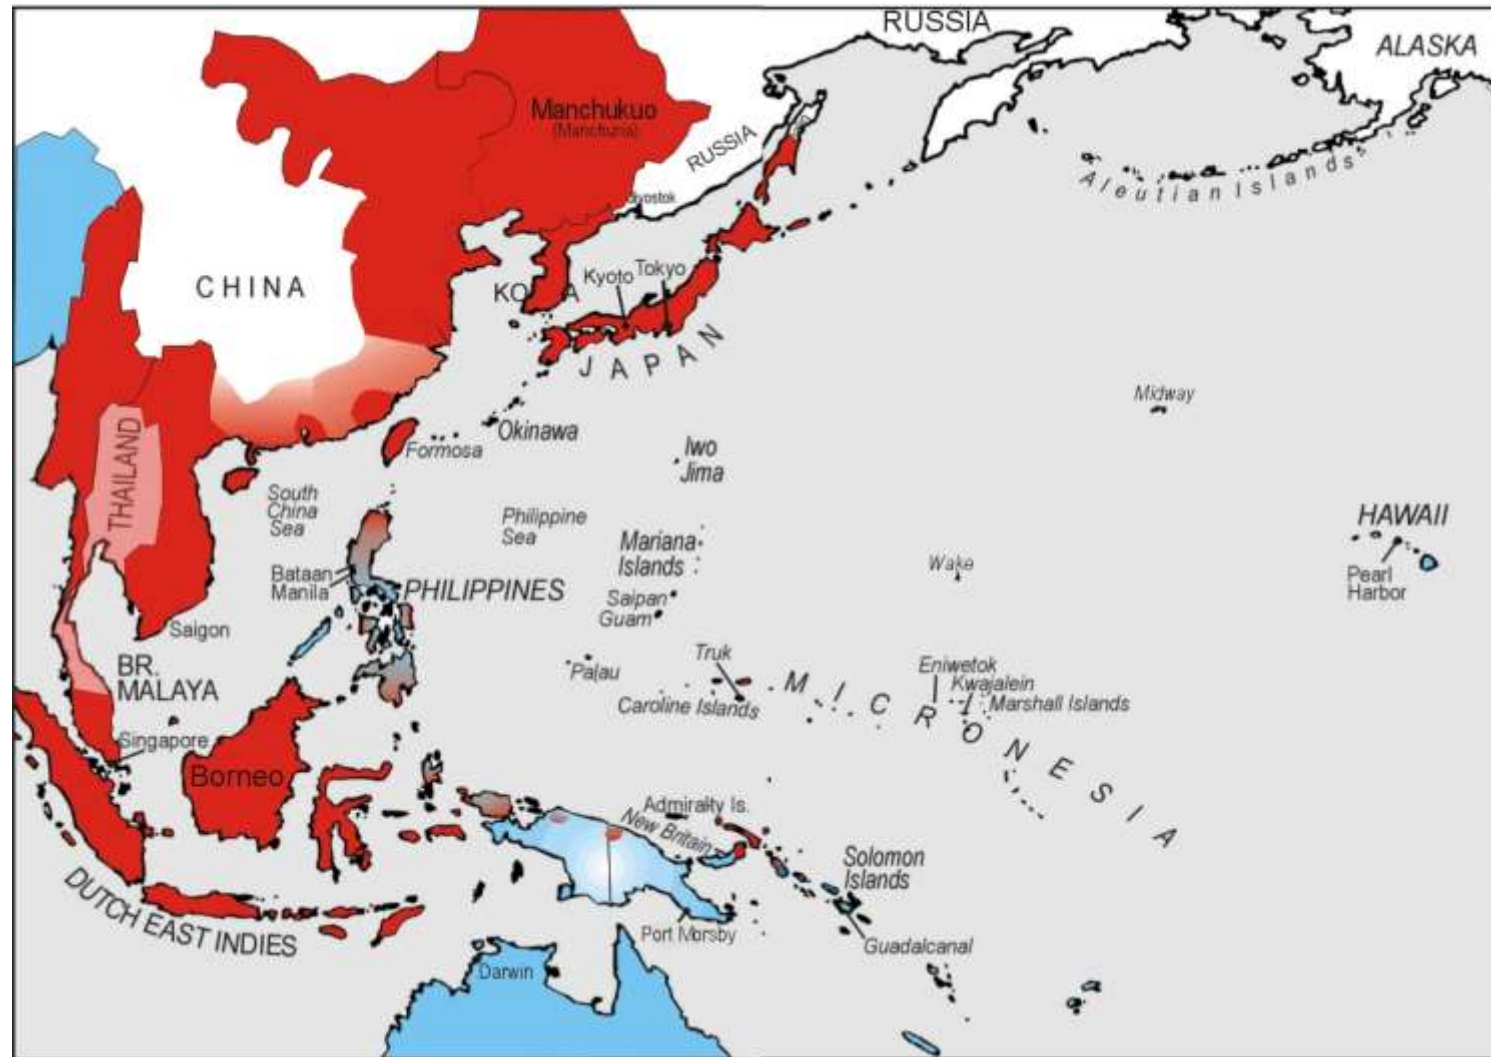 RUSSIA
ALASKA
Manchukuo
(Manchuria)
RUSSIA
Aleutian Islands
CHINA
Kyoto
Tokyo
JAPAN
Midway
THAILAND
Formosa
Okinawa
Iwo
Jima
South
China
Sea
Philippine
Sea
Mariana
Islands
HAWAII
Wake
Pearl
Harbor
Bataan
Manila
PHILIPPINES
Saipan
Guam
Saigon
BR.
MALAYA
Palau
Truk
Caroline Islands
MICRONESIA
Eniwetok
Kwajalein
Marshall Islands
Singapore
Borneo
Admiralty Is.
New Britain
Solomon
Islands
DUTCH EAST INDIES
Port Morsby
Guadalcanal
Darwin